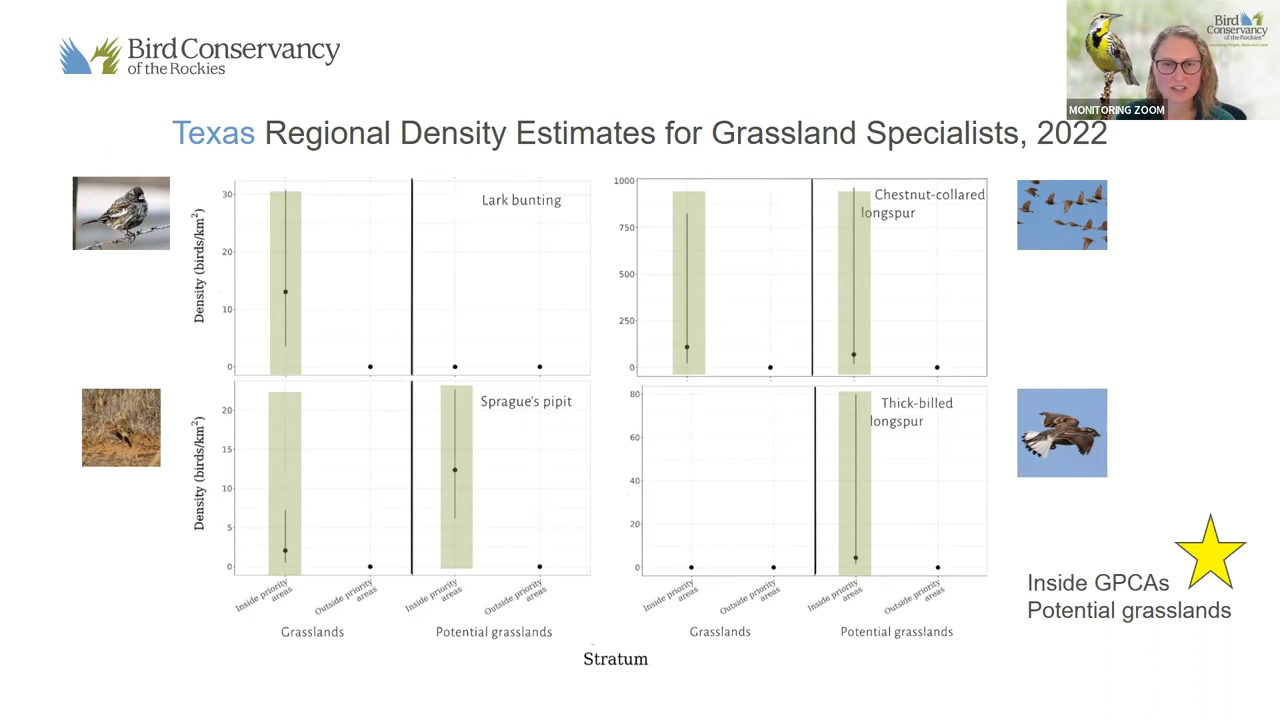 Bird Conservancy
of the Rockies
Bird Conservancy
of the Rockies
MONITORING ZOOM
Texas Regional Density Estimates for Grassland Specialists, 2022
Density (birds/km²)
30
20
10
0
Lark bunting
1000
750
500
250
0
Chestnut-collared
longspur
Density (birds/km²)
20
15
10
5
0
Sprague's pipit
80
60
40
20
0
Thick-billed
longspur
Inside priority
areas
Outside priority
areas
Inside priority
areas
Outside priority
areas
Inside priority
areas
Outside priority
areas
Inside priority
areas
Outside priority
areas
Grasslands
Potential grasslands
Grasslands
Potential grasslands
Stratum
Inside GPCAs
Potential grasslands